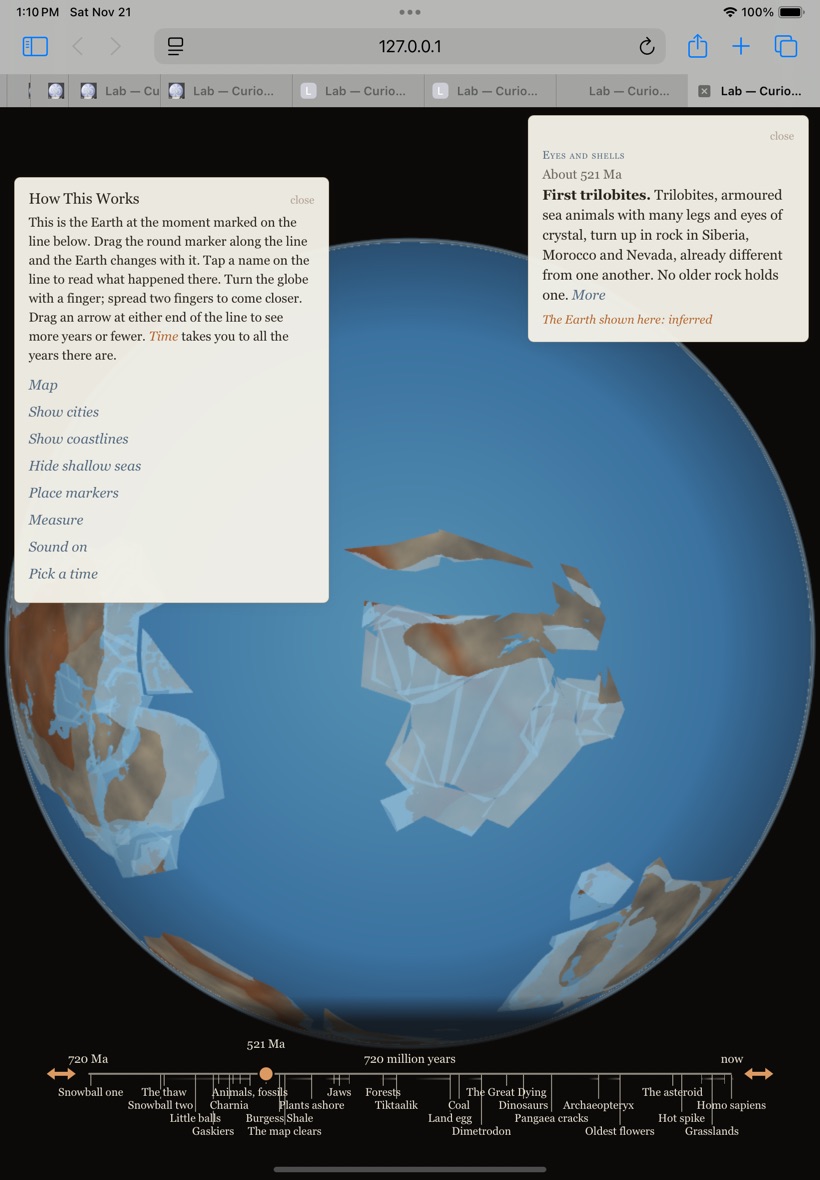 1:10 PM Sat Nov 21
100%
127.0.0.1
Lab — Cu
Lab — Curio...
Lab — Curio...
Lab — Curio...
Lab — Curio...
Lab — Curio...
close
Eyes and shells
About 521 Ma
First trilobites. Trilobites, armoured
sea animals with many legs and eyes of
crystal, turn up in rock in Siberia,
Morocco and Nevada, already different
from one another. No older rock holds
one. More
The Earth shown here: inferred
How This Works
close
This is the Earth at the moment marked on the
line below. Drag the round marker along the line
and the Earth changes with it. Tap a name on the
line to read what happened there. Turn the globe
with a finger; spread two fingers to come closer.
Drag an arrow at either end of the line to see
more years or fewer. Time takes you to all the
years there are.
Map
Show cities
Show coastlines
Hide shallow seas
Place markers
Measure
Sound on
Pick a time
521 Ma
720 Ma
720 million years
now
Snowball one
The thaw
Animals, fossils
Jaws
Forests
The Great Dying
The asteroid
Snowball two
Charnia
Plants ashore
Tiktaalik
Coal
Dinosaurs
Archaeopteryx
Homo sapiens
Little balls
Burgess Shale
Land egg
Pangaea cracks
Hot spike
Gaskiers
The map clears
Dimetrodon
Oldest flowers
Grasslands